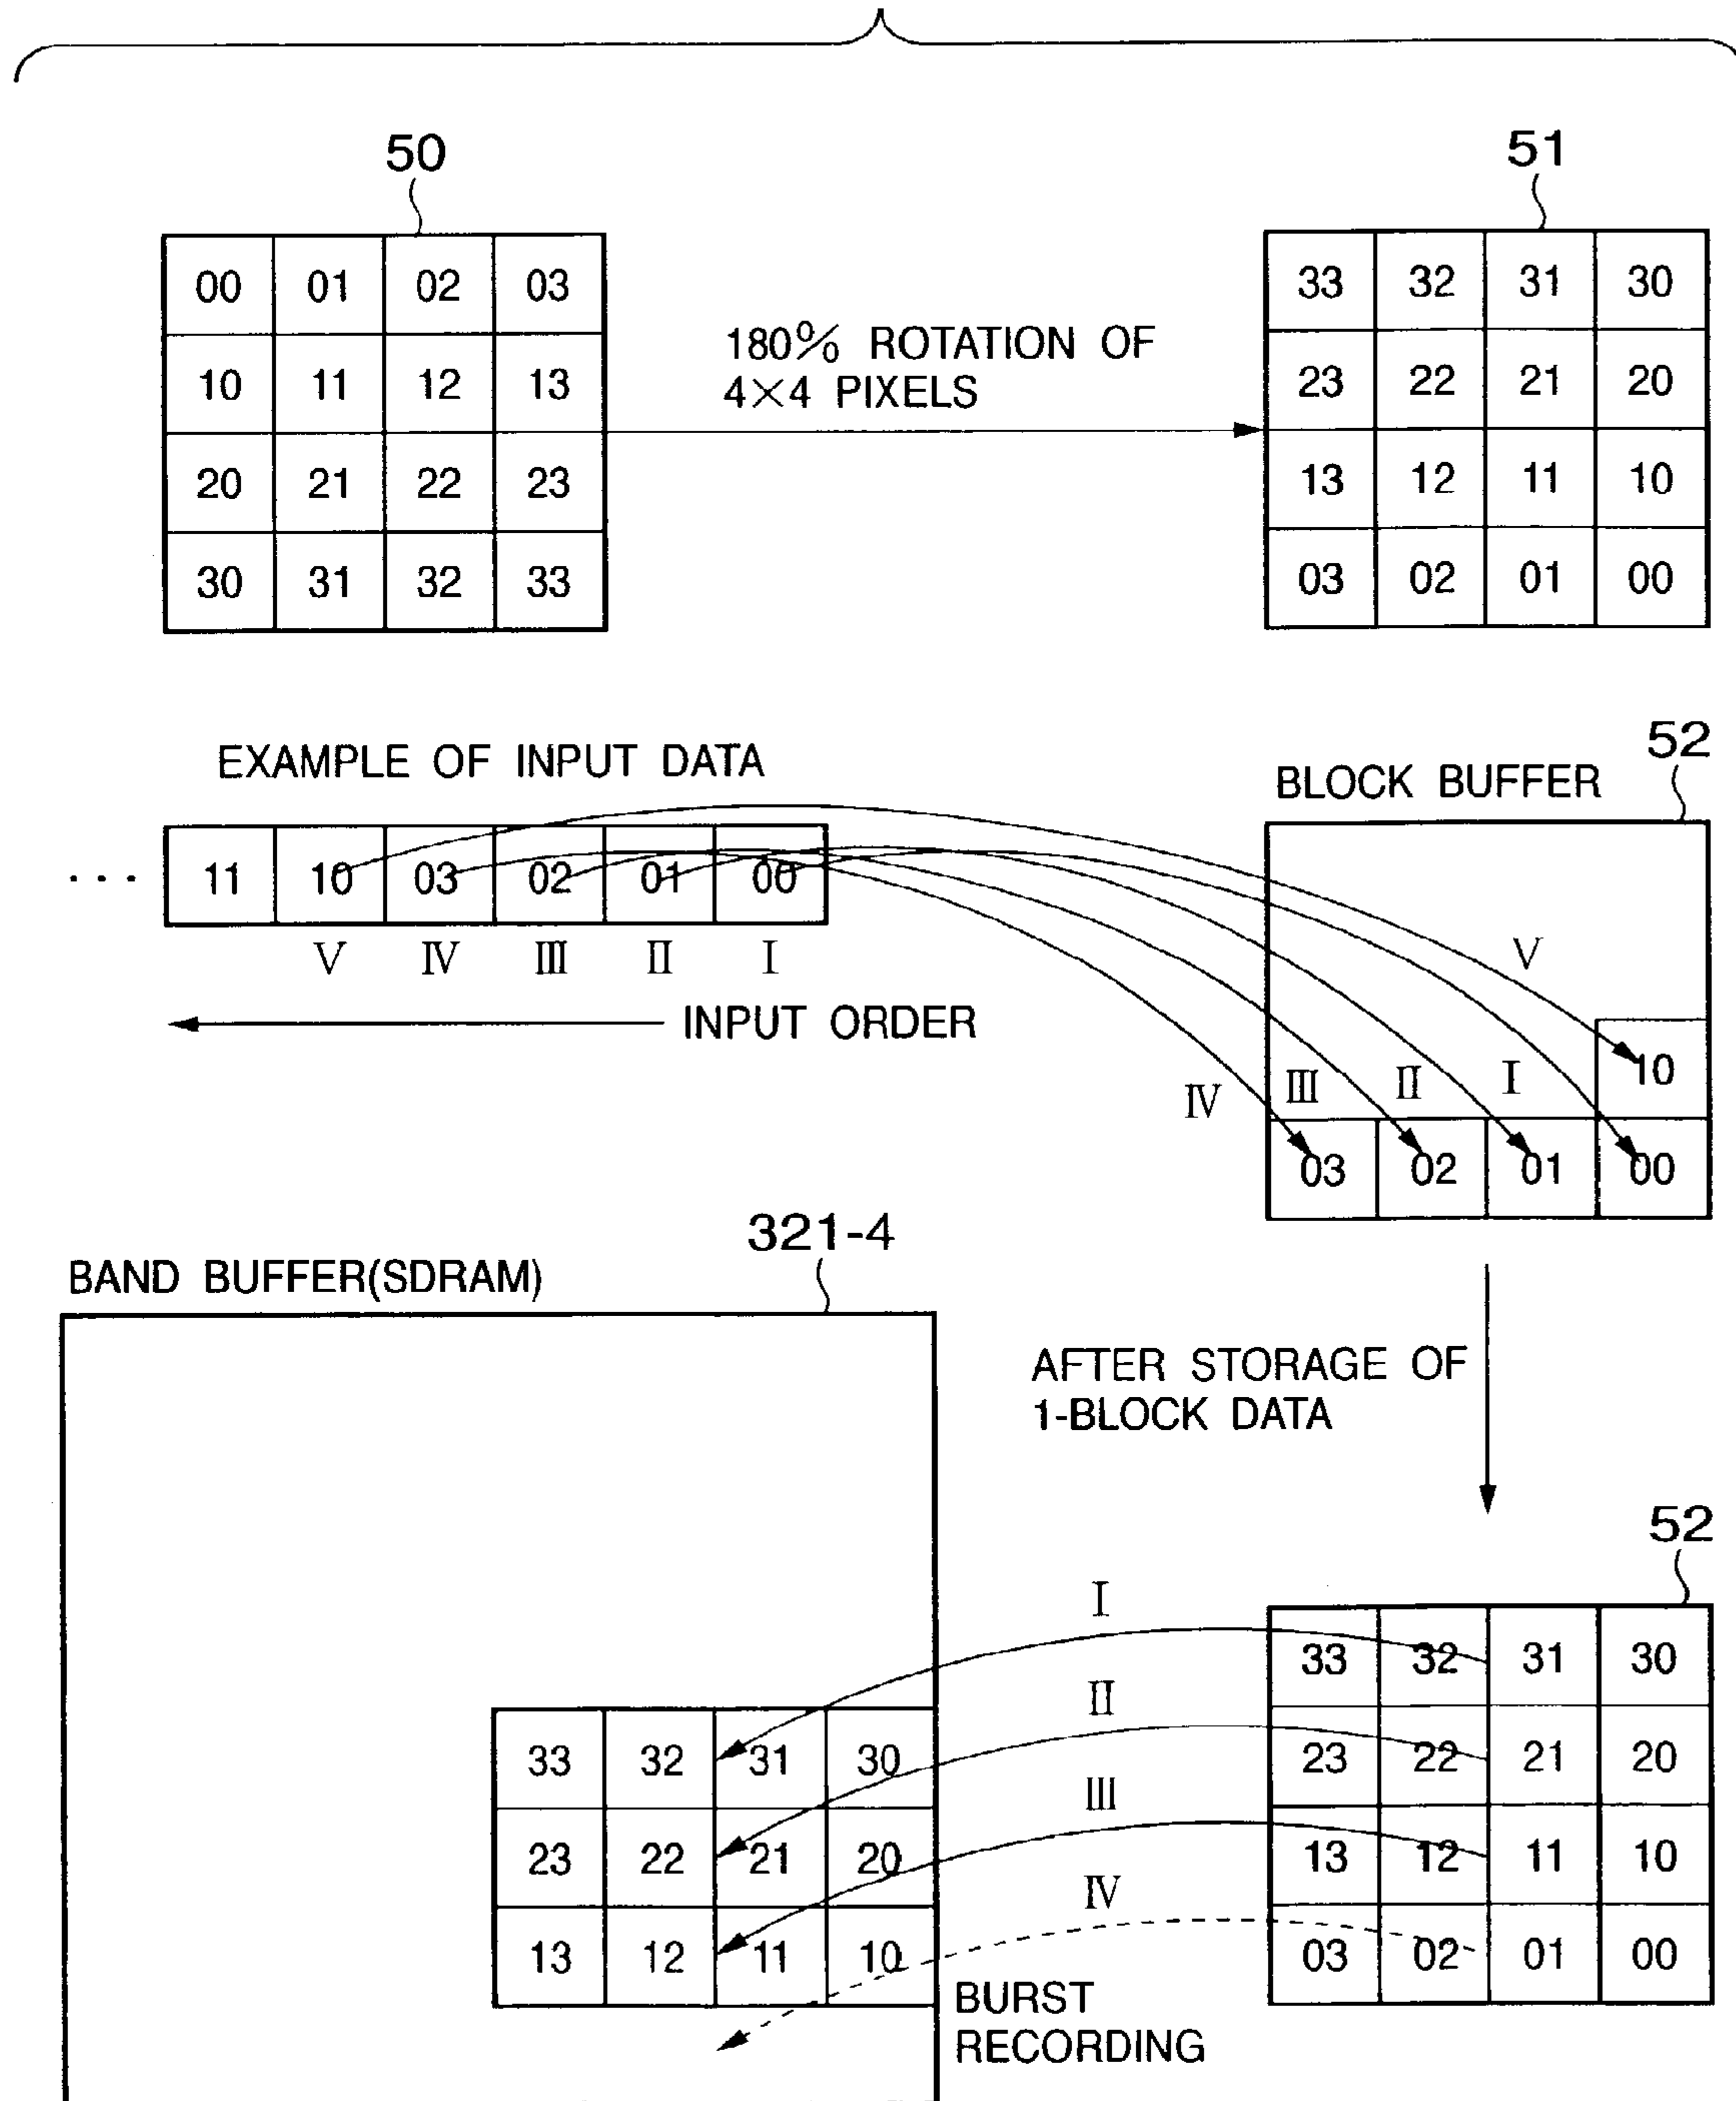 50
51
00 01 02 03
10 11 12 13
20 21 22 23
30 31 32 33
180% ROTATION OF
4×4 PIXELS
33 32 31 30
23 22 21 20
13 12 11 10
03 02 01 00
EXAMPLE OF INPUT DATA
... 11 10 03 02 01 00
V IV III II I
INPUT ORDER
52
BLOCK BUFFER
V
IV III II I
10
03 02 01 00
321-4
BAND BUFFER(SDRAM)
AFTER STORAGE OF
1-BLOCK DATA
33 32 31 30
23 22 21 20
13 12 11 10
I
II
III
IV
BURST
RECORDING
52
33 32 31 30
23 22 21 20
13 12 11 10
03 02 01 00